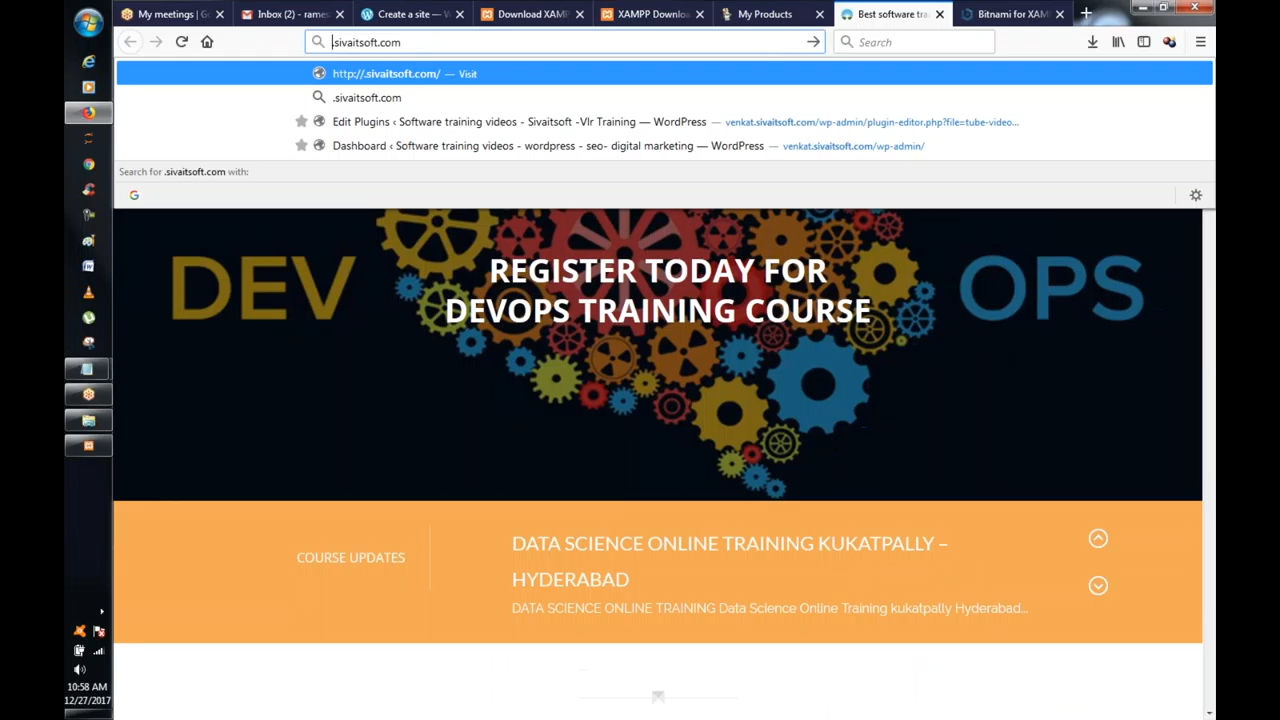 My meetings | G
Inbox (2) - rames
Create a site — W
Download XAM
XAMPP Downloa
My Products
Best software tra
Bitnami for XAM
.sivaitsoft.com
Search
http://.sivaitsoft.com/ — Visit
.sivaitsoft.com
Edit Plugins ‹ Software training videos - Sivaitsoft -Vlr Training — WordPress — venkat.sivaitsoft.com/wp-admin/plugin-editor.php?file=tube-video...
Dashboard ‹ Software training videos - wordpress - seo- digital marketing — WordPress — venkat.sivaitsoft.com/wp-admin/
Search for .sivaitsoft.com with:
DEV
REGISTER TODAY FOR
DEVOPS TRAINING COURSE
OPS
COURSE UPDATES
DATA SCIENCE ONLINE TRAINING KUKATPALLY –
HYDERABAD
DATA SCIENCE ONLINE TRAINING Data Science Online Training kukatpally Hyderabad...
10:58 AM
12/27/2017